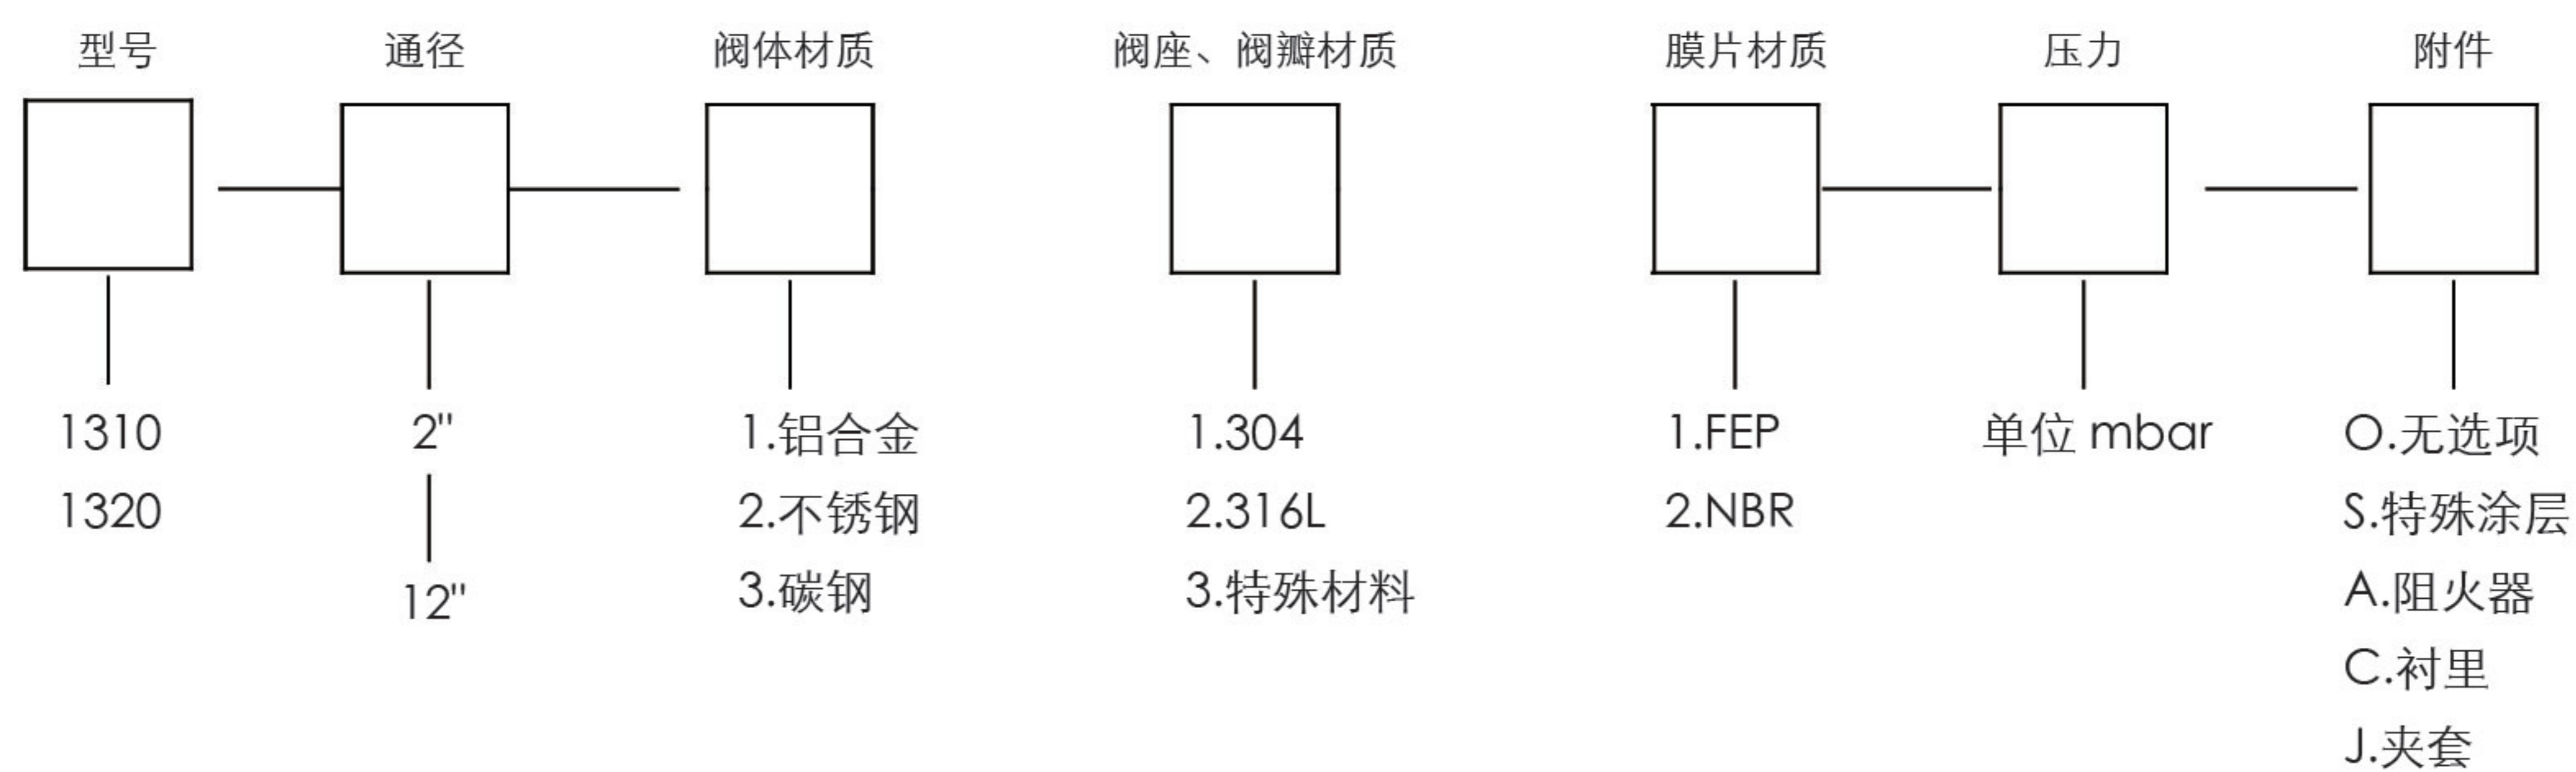 型号 通径 阀体材质 阀座、阀瓣材质 膜片材质 压力 附件
1310 2" 1.铝合金 1.304 1.FEP 单位 mbar O.无选项
1320 2.不锈钢 2.316L 2.NBR S.特殊涂层
12" 3.碳钢 3.特殊材料 A.阻火器
C.衬里
J.夹套